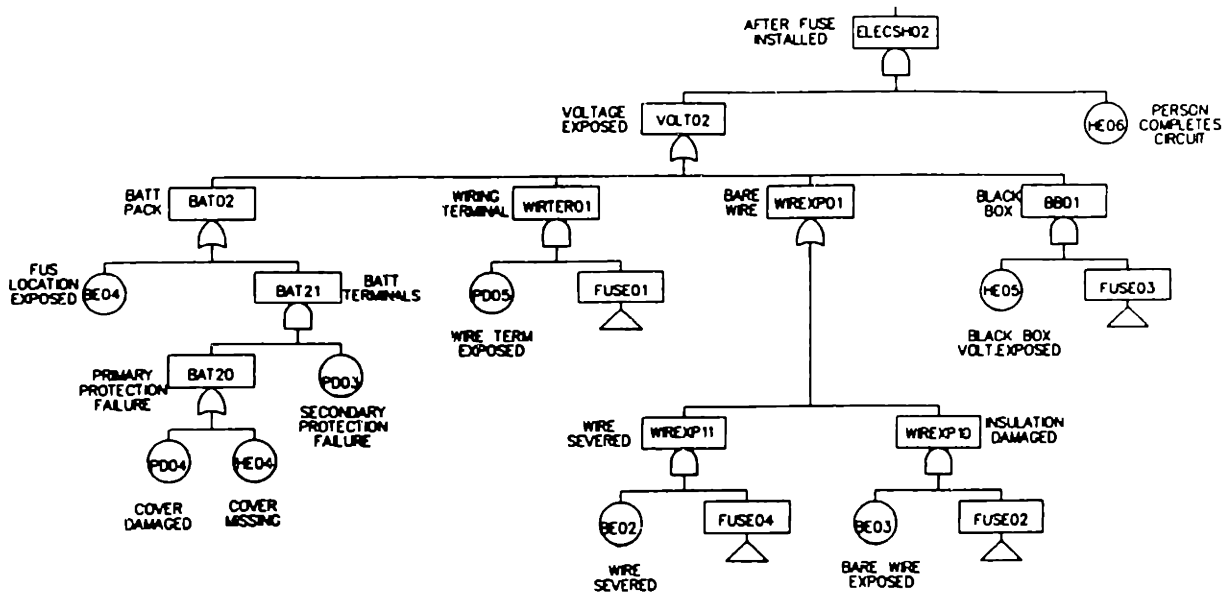 AFTER FUSE
INSTALLED
ELECSH02
VOLTAGE
EXPOSED
VOLT02
HE06
PERSON
COMPLETES
CIRCUIT
BATT
PACK
BAT02
WIRING
TERMINAL
WIRTER01
BARE
WIRE
WIREXP01
BLACK
BOX
BB01
FUS
LOCATION
EXPOSED
BE04
BAT21
BATT
TERMINALS
PD05
FUSE01
WIRE TERM
EXPOSED
HE05
FUSE03
BLACK BOX
VOLT.EXPOSED
PRIMARY
PROTECTION
FAILURE
BAT20
PD03
SECONDARY
PROTECTION
FAILURE
WIRE
SEVERED
WIREXP11
WIREXP10
INSULATION
DAMAGED
PD04
HE04
COVER
DAMAGED
COVER
MISSING
BE02
FUSE04
BE03
FUSE02
WIRE
SEVERED
BARE WIRE
EXPOSED